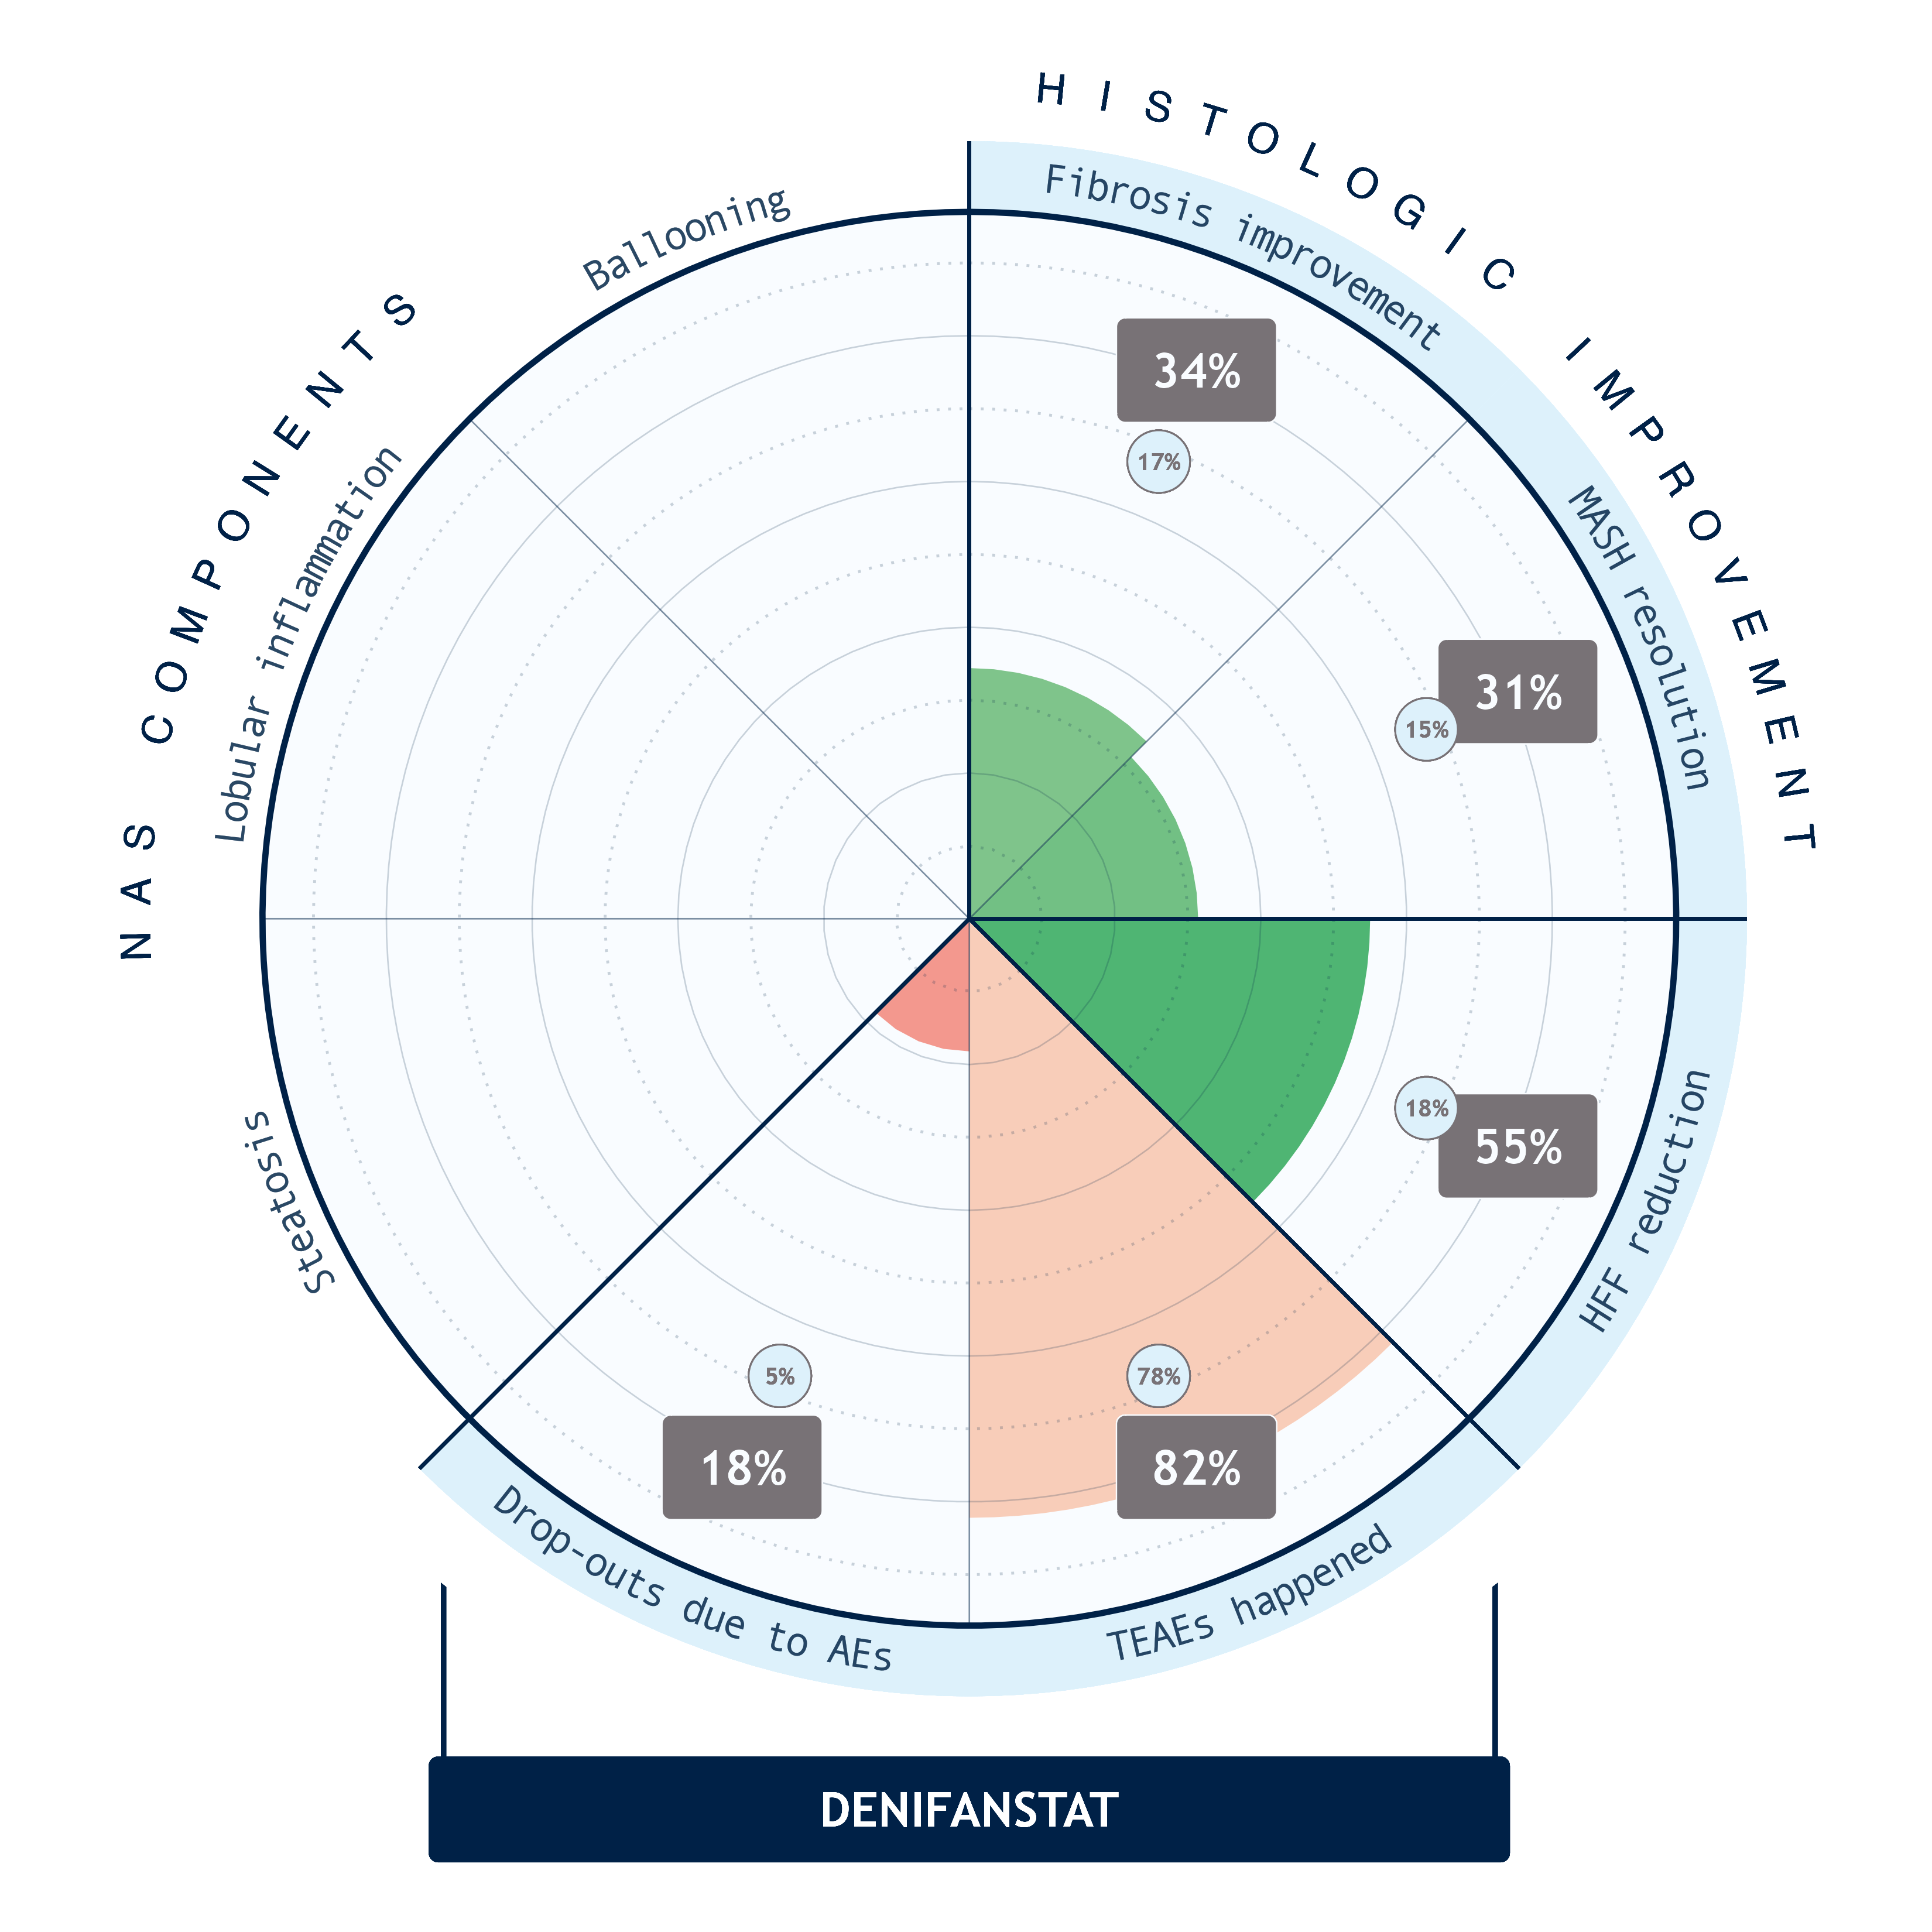 HISTOLOGIC IMPROVEMENT
Fibrosis improvement
34%
17%
MASH resolution
31%
15%
HFF reduction
55%
18%
TEAEs happened
82%
78%
Drop-outs due to AEs
18%
5%
NAS COMPONENTS
Steatosis
Lobular inflammation
Ballooning
DENIFANSTAT